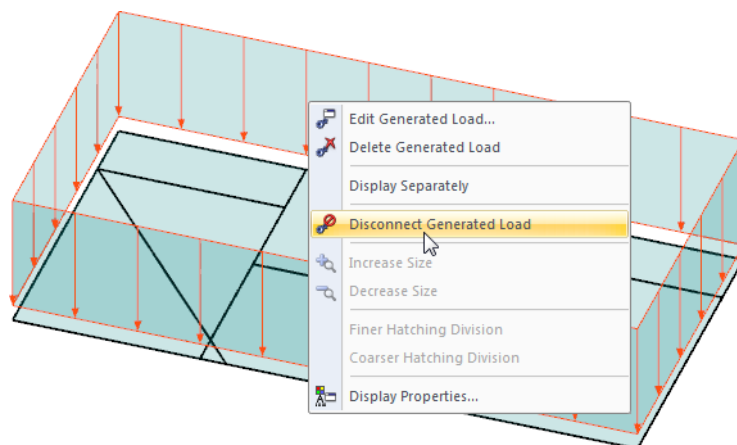 Edit Generated Load...
Delete Generated Load
Display Separately
Disconnect Generated Load
Increase Size
Decrease Size
Finer Hatching Division
Coarser Hatching Division
Display Properties...